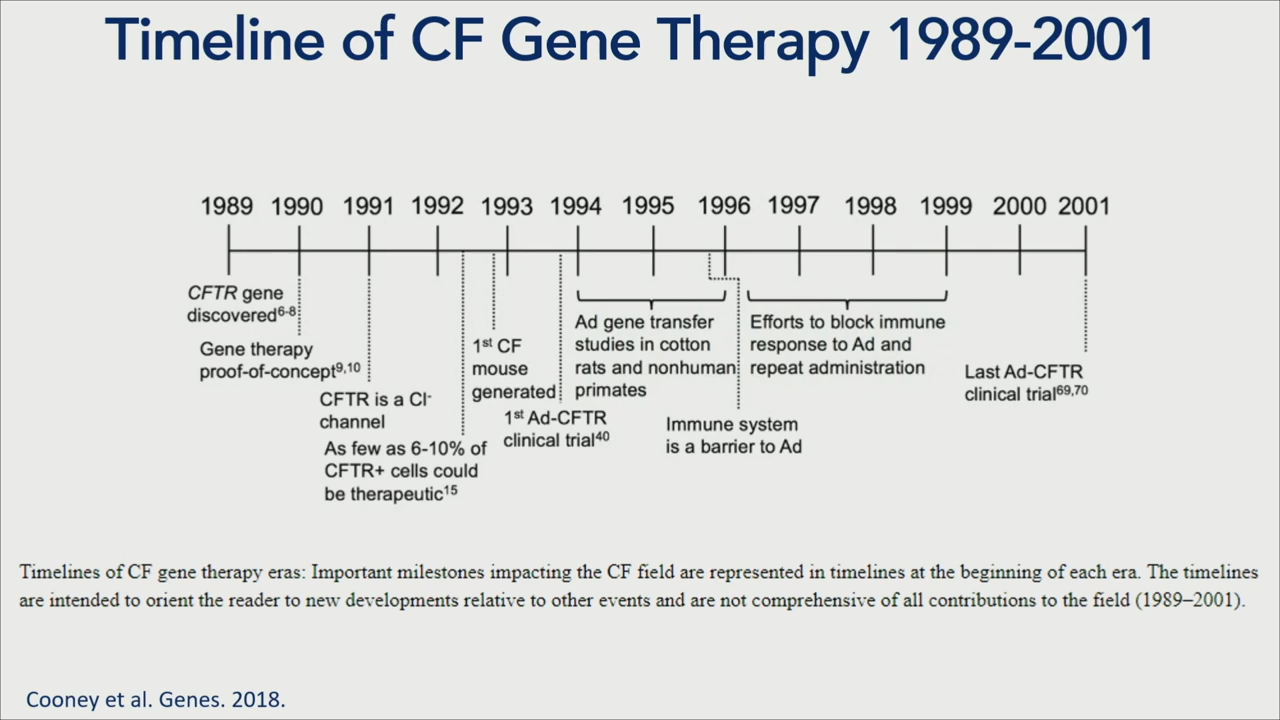 Timeline of CF Gene Therapy 1989-2001
1989 1990 1991 1992 1993 1994 1995 1996 1997 1998 1999 2000 2001
CFTR gene
discovered6-8
Gene therapy
proof-of-concept9,10
CFTR is a Cl-
channel
As few as 6-10% of
CFTR+ cells could
be therapeutic15
1st CF
mouse
generated
1st Ad-CFTR
clinical trial40
Ad gene transfer
studies in cotton
rats and nonhuman
primates
Immune system
is a barrier to Ad
Efforts to block immune
response to Ad and
repeat administration
Last Ad-CFTR
clinical trial69,70
Timelines of CF gene therapy eras: Important milestones impacting the CF field are represented in timelines at the beginning of each era. The timelines
are intended to orient the reader to new developments relative to other events and are not comprehensive of all contributions to the field (1989–2001).
Cooney et al. Genes. 2018.